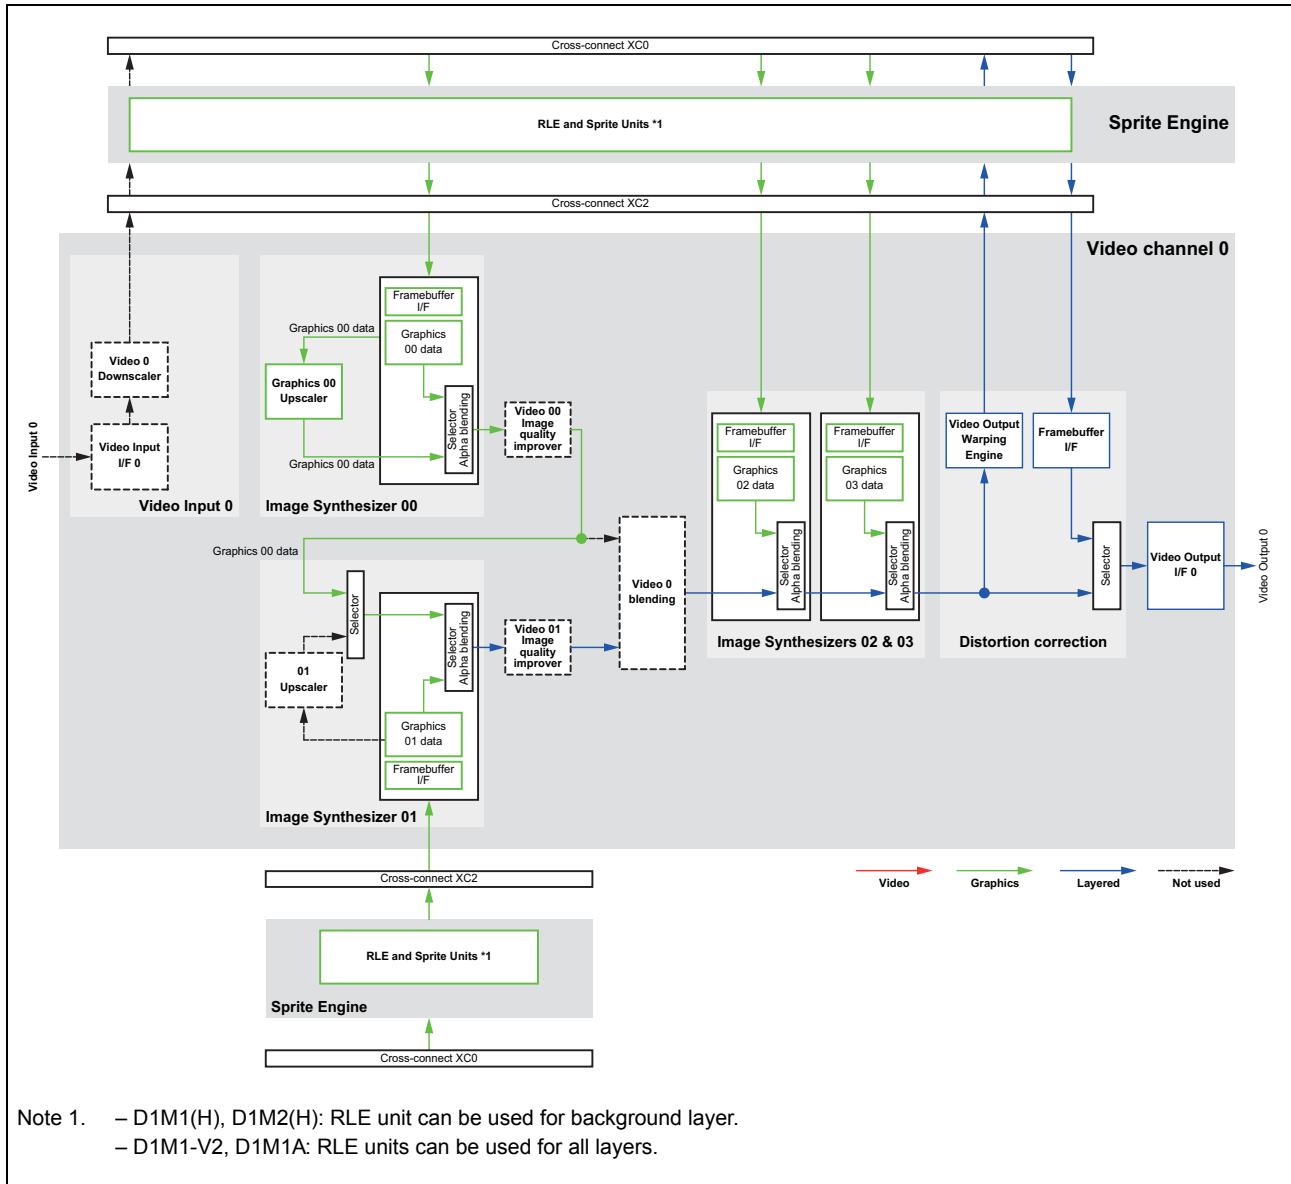 Cross-connect XC0
RLE and Sprite Units *1
Sprite Engine
Cross-connect XC2
Video channel 0
Video Input 0
Video 0
Downscaler
Video Input
I/F 0
Video Input 0
Framebuffer
I/F
Graphics 00 data
Graphics
00 data
Graphics 00
Upscaler
Selector
Alpha blending
Graphics 00 data
Image Synthesizer 00
Video 00
Image
quality
improver
Graphics 00 data
Selector
01
Upscaler
Selector
Alpha blending
Graphics
01 data
Framebuffer
I/F
Image Synthesizer 01
Video 01
Image
quality
improver
Video 0
blending
Framebuffer
I/F
Graphics
02 data
Selector
Alpha blending
Framebuffer
I/F
Graphics
03 data
Selector
Alpha blending
Image Synthesizers 02 & 03
Video Output
Warping
Engine
Framebuffer
I/F
Selector
Distortion correction
Video Output
I/F 0
Video Output 0
Video
Graphics
Layered
Not used
Cross-connect XC2
RLE and Sprite Units *1
Sprite Engine
Cross-connect XC0
Note 1. – D1M1(H), D1M2(H): RLE unit can be used for background layer.
– D1M1-V2, D1M1A: RLE units can be used for all layers.